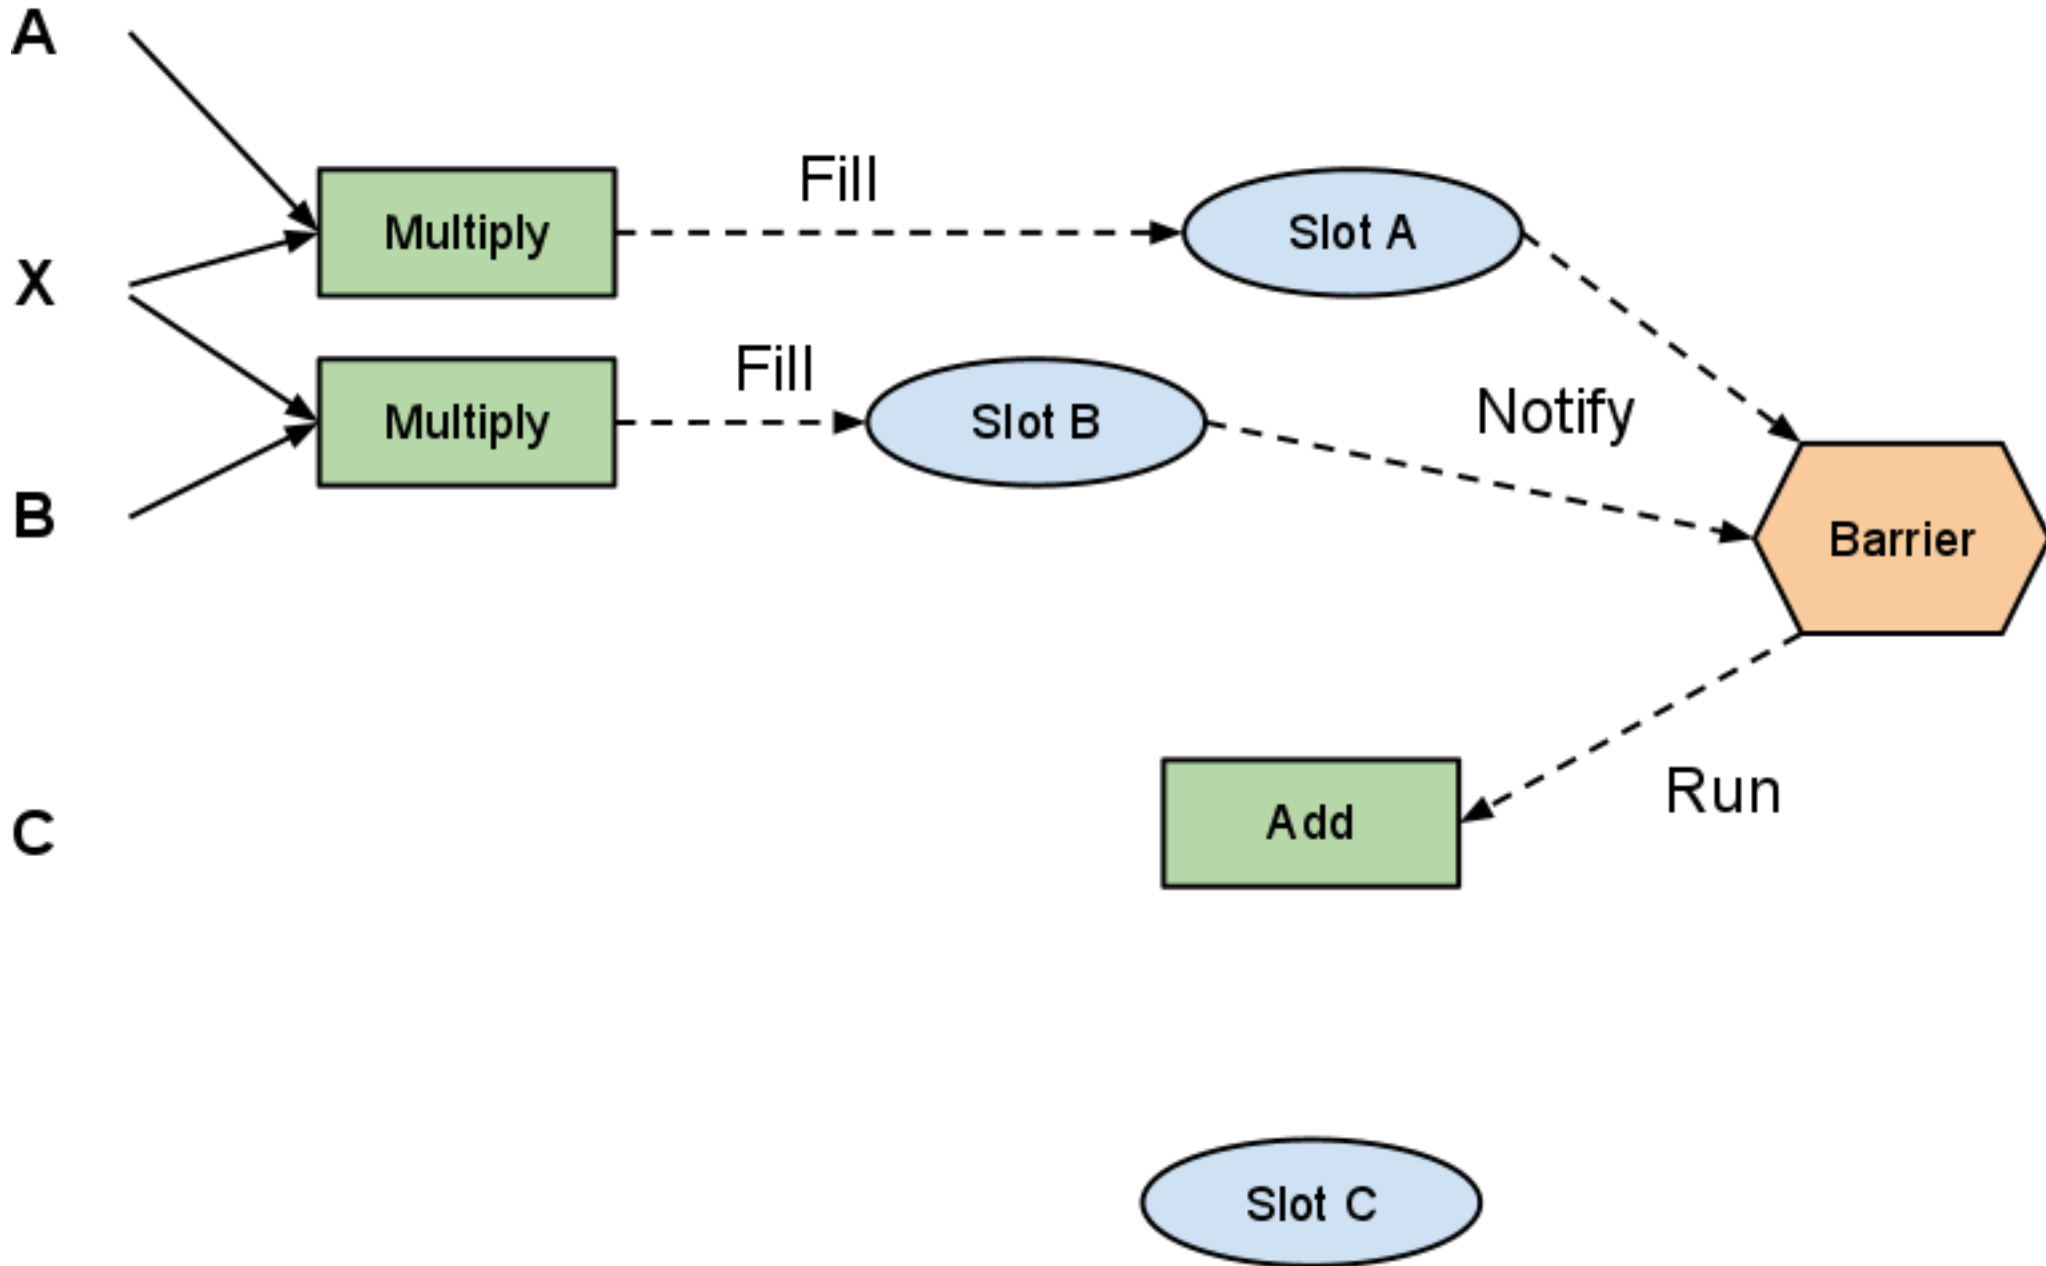 A
Fill
Multiply
Slot A
X
Fill
Multiply
Slot B
Notify
B
Barrier
Run
Add
C
Slot C